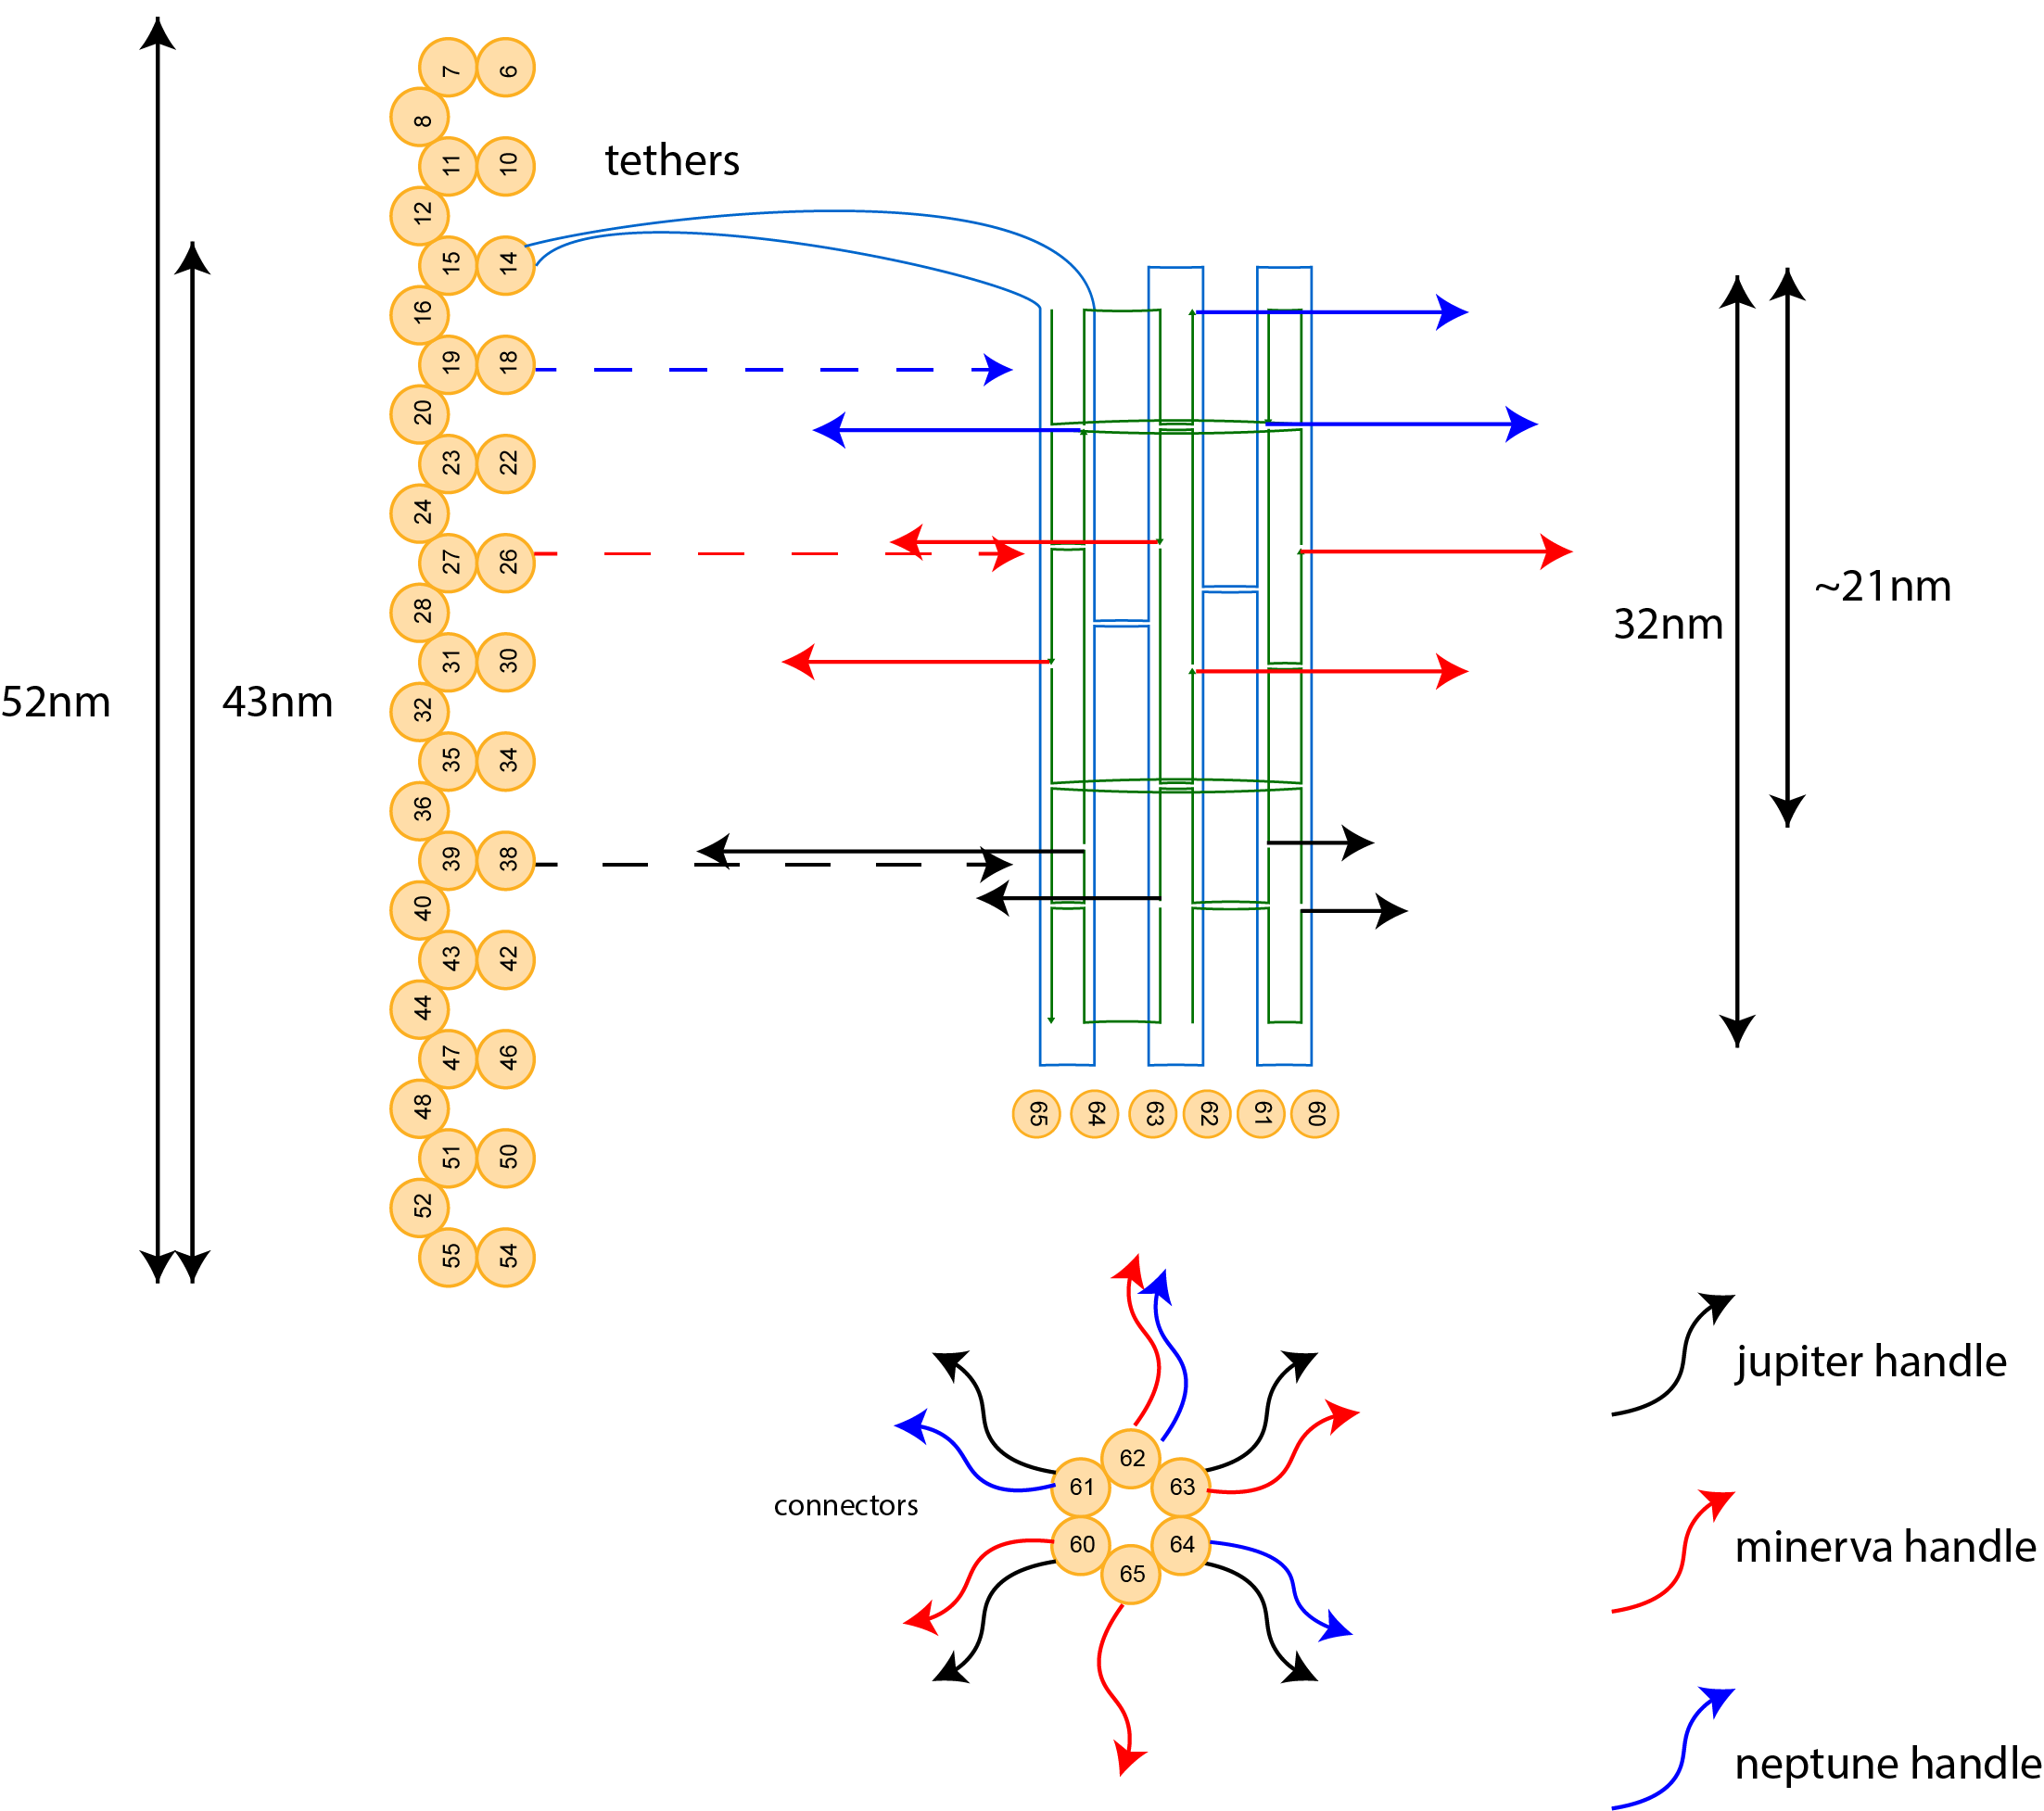 7 6
8
11 10
12
tethers
15 14
16
19 18
20
23 22
24
27 26
28
31 30
32
35 34
36
39 38
40
43 42
44
47 46
48
51 50
52
55 54
52nm
43nm
32nm
~21nm
65 64 63 62 61 60
connectors
62
61 63
60 64
65
jupiter handle
minerva handle
neptune handle